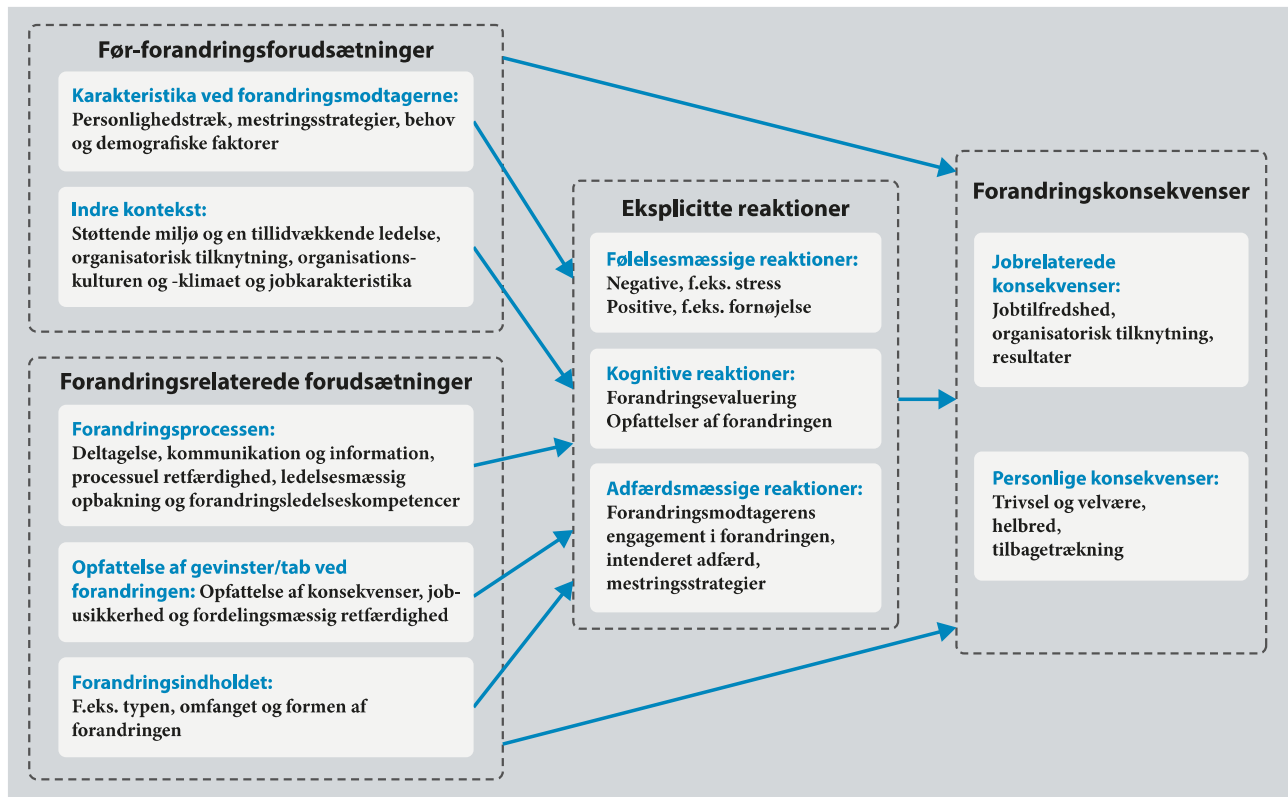 Før-forandringsforudsætninger
Karakteristika ved forandringsmodtagerne:
Personlighedstræk, mestringsstrategier, behov
og demografiske faktorer
Indre kontekst:
Støttende miljø og en tillidvækkende ledelse,
organisatorisk tilknytning, organisations-
kulturen og -klimaet og jobkarakteristika
Forandringsrelaterede forudsætninger
Forandringsprocessen:
Deltagelse, kommunikation og information,
processuel retfærdighed, ledelsesmæssig
opbakning og forandringsledelseskompetencer
Opfattelse af gevinster/tab ved
forandringen: Opfattelse af konsekvenser, job-
usikkerhed og fordelingsmæssig retfærdighed
Forandringsindholdet:
F.eks. typen, omfanget og formen af
forandringen
Eksplicitte reaktioner
Følelsesmæssige reaktioner:
Negative, f.eks. stress
Positive, f.eks. fornøjelse
Kognitive reaktioner:
Forandringsevaluering
Opfattelser af forandringen
Adfærdsmæssige reaktioner:
Forandringsmodtagerens
engagement i forandringen,
intenderet adfærd,
mestringsstrategier
Forandringskonsekvenser
Jobrelaterede
konsekvenser:
Jobtilfredshed,
organisatorisk tilknytning,
resultater
Personlige konsekvenser:
Trivsel og velvære,
helbred,
tilbagetrækning